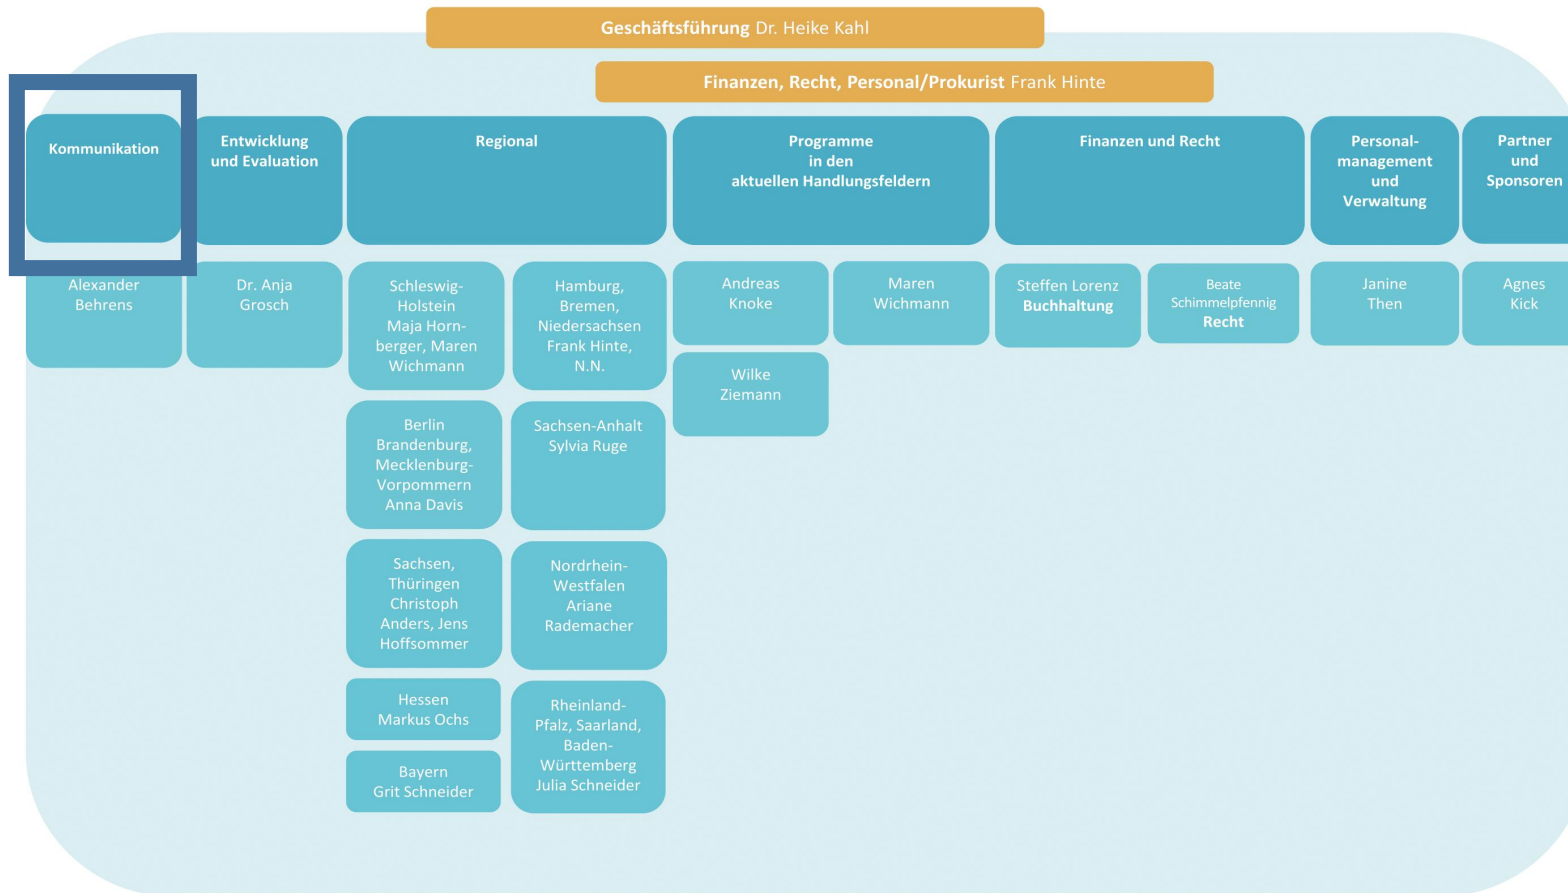 Geschäftsführung Dr. Heike Kahl
Finanzen, Recht, Personal/Prokurist Frank Hinte
Kommunikation
Entwicklung
und Evaluation
Regional
Programme
in den
aktuellen Handlungsfeldern
Finanzen und Recht
Personal-
management
und
Verwaltung
Partner
und
Sponsoren
Alexander
Behrens
Dr. Anja
Grosch
Schleswig-
Holstein
Maja Horn-
berger, Maren
Wichmann
Hamburg,
Bremen,
Niedersachsen
Frank Hinte,
N.N.
Andreas
Knoke
Maren
Wichmann
Steffen Lorenz
Buchhaltung
Beate
Schimmelpfennig
Recht
Janine
Then
Agnes
Kick
Wilke
Ziemann
Berlin
Brandenburg,
Mecklenburg-
Vorpommern
Anna Davis
Sachsen-Anhalt
Sylvia Ruge
Sachsen,
Thüringen
Christoph
Anders, Jens
Hoffsommer
Nordrhein-
Westfalen
Ariane
Rademacher
Hessen
Markus Ochs
Rheinland-
Pfalz, Saarland,
Baden-
Württemberg
Julia Schneider
Bayern
Grit Schneider